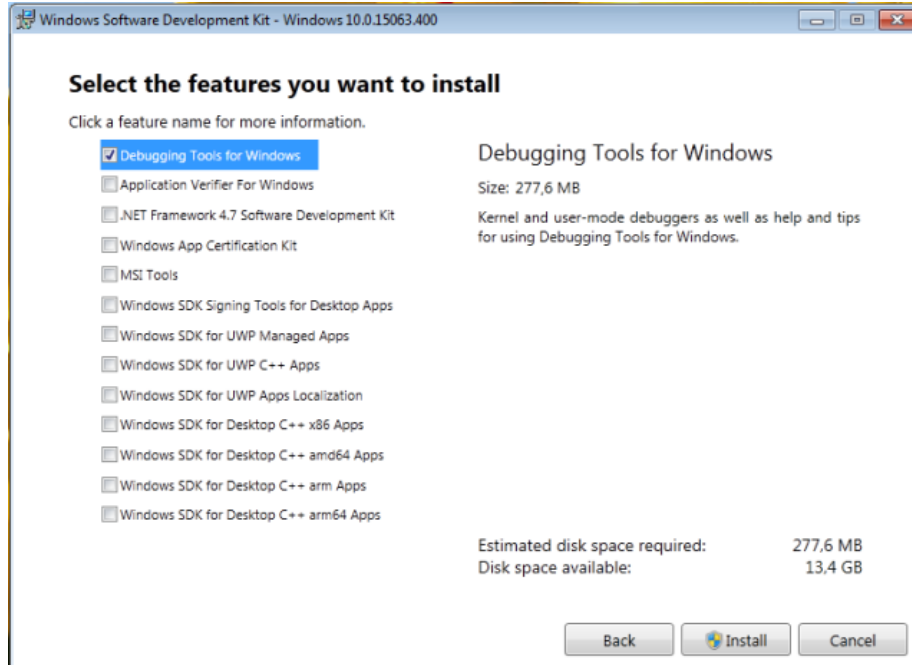 Windows Software Development Kit - Windows 10.0.15063.400
Select the features you want to install
Click a feature name for more information.
Debugging Tools for Windows
Application Verifier For Windows
.NET Framework 4.7 Software Development Kit
Windows App Certification Kit
MSI Tools
Windows SDK Signing Tools for Desktop Apps
Windows SDK for UWP Managed Apps
Windows SDK for UWP C++ Apps
Windows SDK for UWP Apps Localization
Windows SDK for Desktop C++ x86 Apps
Windows SDK for Desktop C++ amd64 Apps
Windows SDK for Desktop C++ arm Apps
Windows SDK for Desktop C++ arm64 Apps
Debugging Tools for Windows
Size: 277,6 MB
Kernel and user-mode debuggers as well as help and tips
for using Debugging Tools for Windows.
Estimated disk space required: 277,6 MB
Disk space available: 13,4 GB
Back Install Cancel